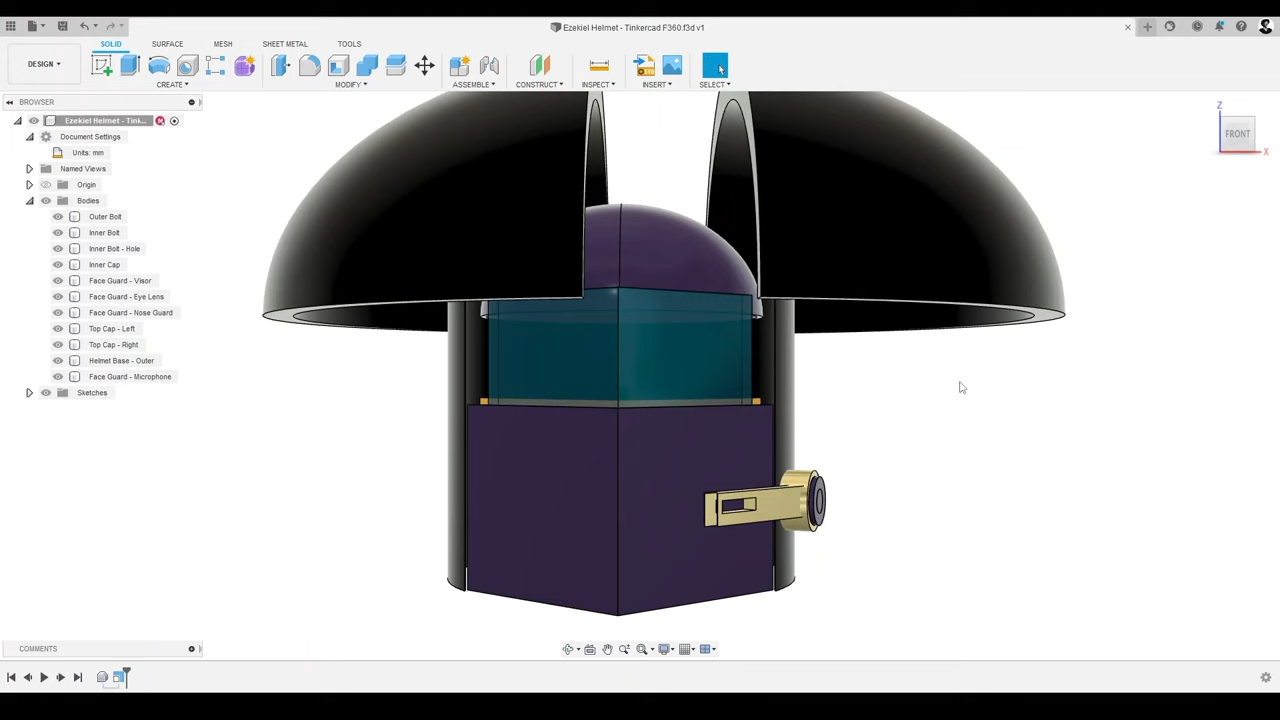 Ezekiel Helmet - Tinkercad F360.f3d v1
SOLID SURFACE MESH SHEET METAL TOOLS
DESIGN
CREATE MODIFY ASSEMBLE CONSTRUCT INSPECT INSERT SELECT
BROWSER
Ezekiel Helmet - Tink...
Document Settings
Units: mm
Named Views
Origin
Bodies
Outer Bolt
Inner Bolt
Inner Bolt - Hole
Inner Cap
Face Guard - Visor
Face Guard - Eye Lens
Face Guard - Nose Guard
Top Cap - Left
Top Cap - Right
Helmet Base - Outer
Face Guard - Microphone
Sketches
Z
FRONT
X
COMMENTS